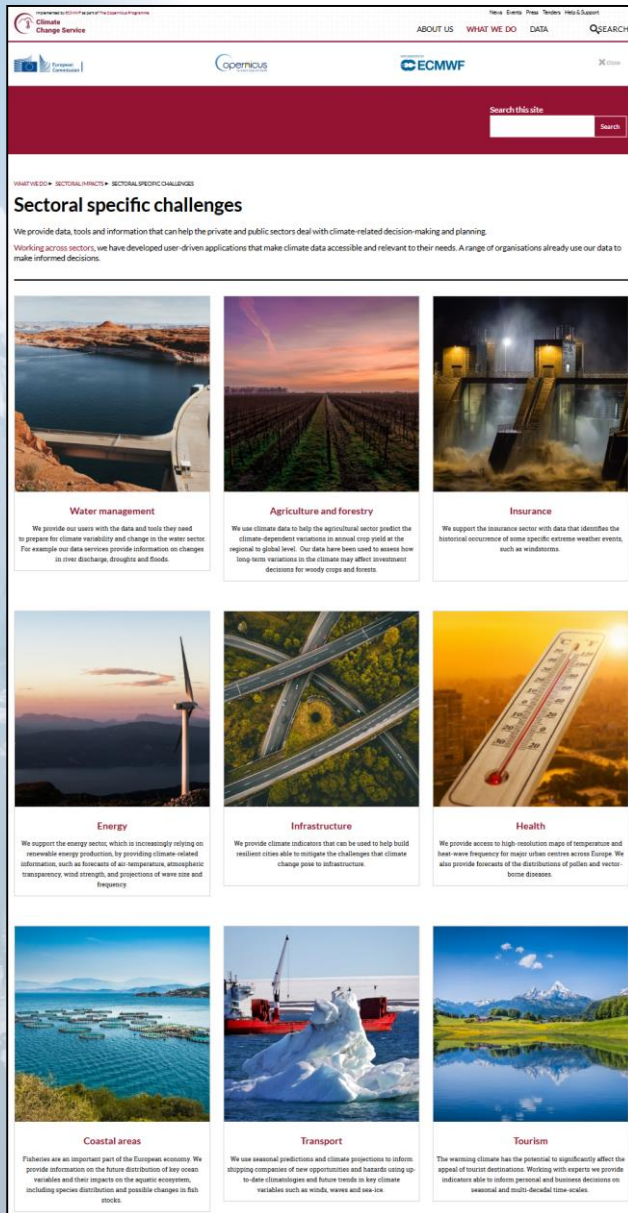 Implemented by ECMWF as part of The Copernicus Programme
Climate
Change Service
News Events Press Tenders Help & Support
ABOUT US WHAT WE DO DATA SEARCH
European
Commission
opernicus
ECMWF
Close
Search this site
Search
WHAT WE DO ▸ SECTORAL IMPACTS ▸ SECTORAL SPECIFIC CHALLENGES
Sectoral specific challenges
We provide data, tools and information that can help the private and public sectors deal with climate-related decision-making and planning.
Working across sectors, we have developed user-driven applications that make climate data accessible and relevant to their needs. A range of organisations already use our data to
make informed decisions.
Water management
We provide our users with the data and tools they need
to prepare for climate variability and change in the water sector.
For example our data services provide information on changes
in river discharge, droughts and floods.
Agriculture and forestry
We use climate data to help the agricultural sector predict the
climate-dependent variations in annual crop yield at the
regional to global level. Our data have been used to assess how
long-term variations in the climate may affect investment
decisions for woody crops and forests.
Insurance
We support the insurance sector with data that identifies the
historical occurrence of some specific extreme weather events,
such as windstorms.
Energy
We support the energy sector, which is increasingly relying on
renewable energy production, by providing climate-related
information, such as forecasts of air-temperature, atmospheric
transparency, wind strength, and projections of wave size and
frequency.
Infrastructure
We provide climate indicators that can be used to help build
resilient cities able to mitigate the challenges that climate
change pose to infrastructure.
Health
We provide access to high-resolution maps of temperature and
heat-wave frequency for major urban centres across Europe. We
also provide forecasts of the distributions of pollen and vector-
borne diseases.
Coastal areas
Fisheries are an important part of the European economy. We
provide information on the future distribution of key ocean
variables and their impacts on the aquatic ecosystem,
including species distribution and possible changes in fish
stocks.
Transport
We use seasonal predictions and climate projections to inform
shipping companies of new opportunities and hazards using up-
to-date climatologies and future trends in key climate
variables such as winds, waves and sea-ice.
Tourism
The warming climate has the potential to significantly affect the
appeal of tourist destinations. Working with experts we provide
indicators able to inform personal and business decisions on
seasonal and multi-decadal time-scales.